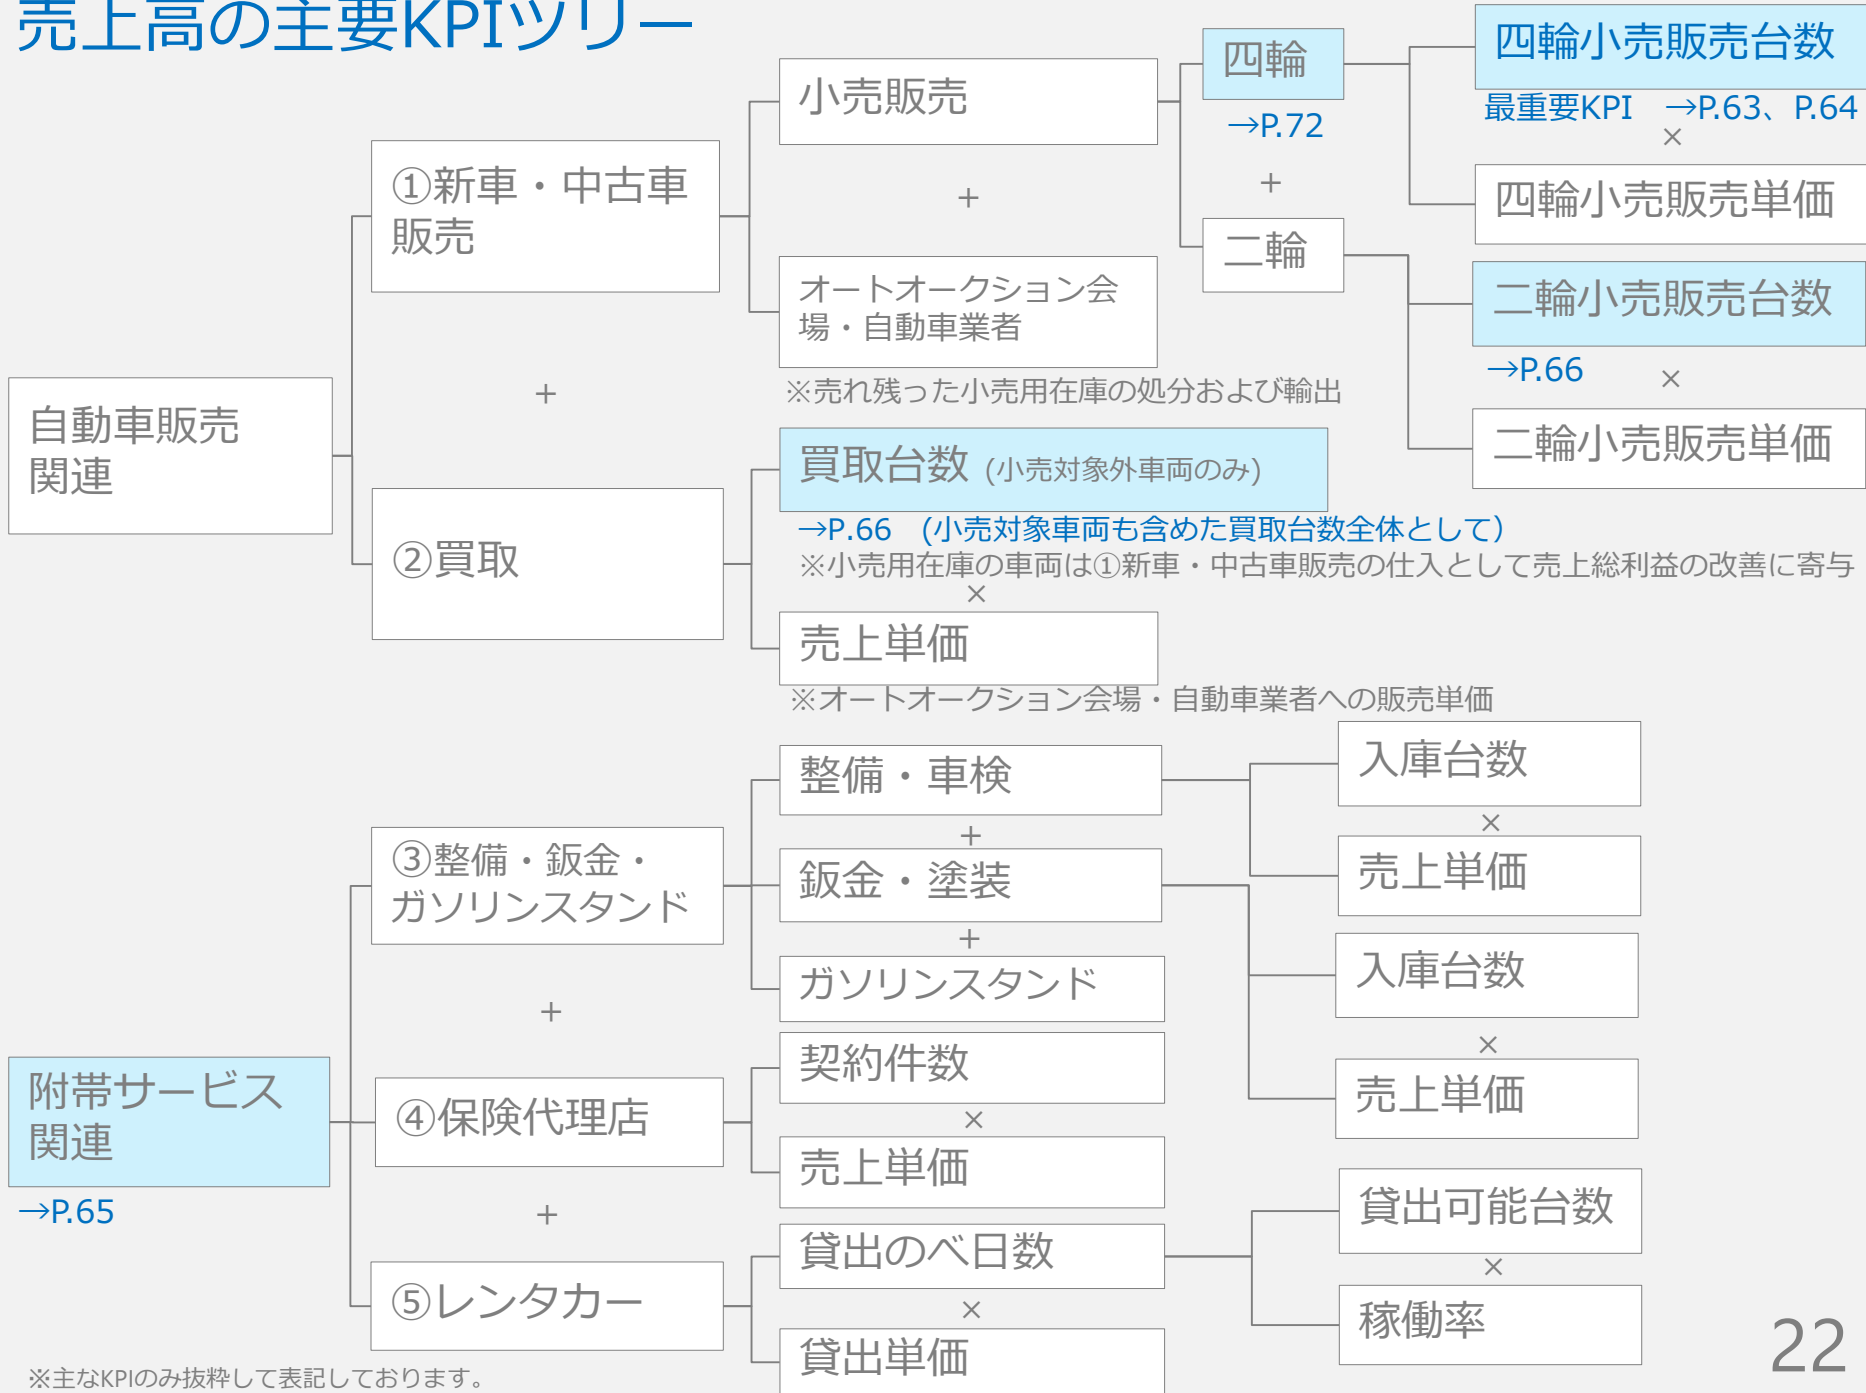 売上高の主要KPIツリー
自動車販売
関連
①新車・中古車
販売
+
②買取
小売販売
+
オートオークション会
場・自動車業者
※売れ残った小売用在庫の処分および輸出
四輪
→P.72
+
二輪
四輪小売販売台数
最重要KPI →P.63、P.64
×
四輪小売販売単価
二輪小売販売台数
→P.66 ×
二輪小売販売単価
買取台数 (小売対象外車両のみ)
→P.66 (小売対象車両も含めた買取台数全体として）
※小売用在庫の車両は①新車・中古車販売の仕入として売上総利益の改善に寄与
×
売上単価
※オートオークション会場・自動車業者への販売単価
附帯サービス
関連
→P.65
③整備・鈑金・
ガソリンスタンド
+
④保険代理店
+
⑤レンタカー
整備・車検
+
鈑金・塗装
+
ガソリンスタンド
入庫台数
×
売上単価
入庫台数
×
売上単価
契約件数
×
売上単価
貸出のべ日数
×
貸出単価
貸出可能台数
×
稼働率
※主なKPIのみ抜粋して表記しております。
22